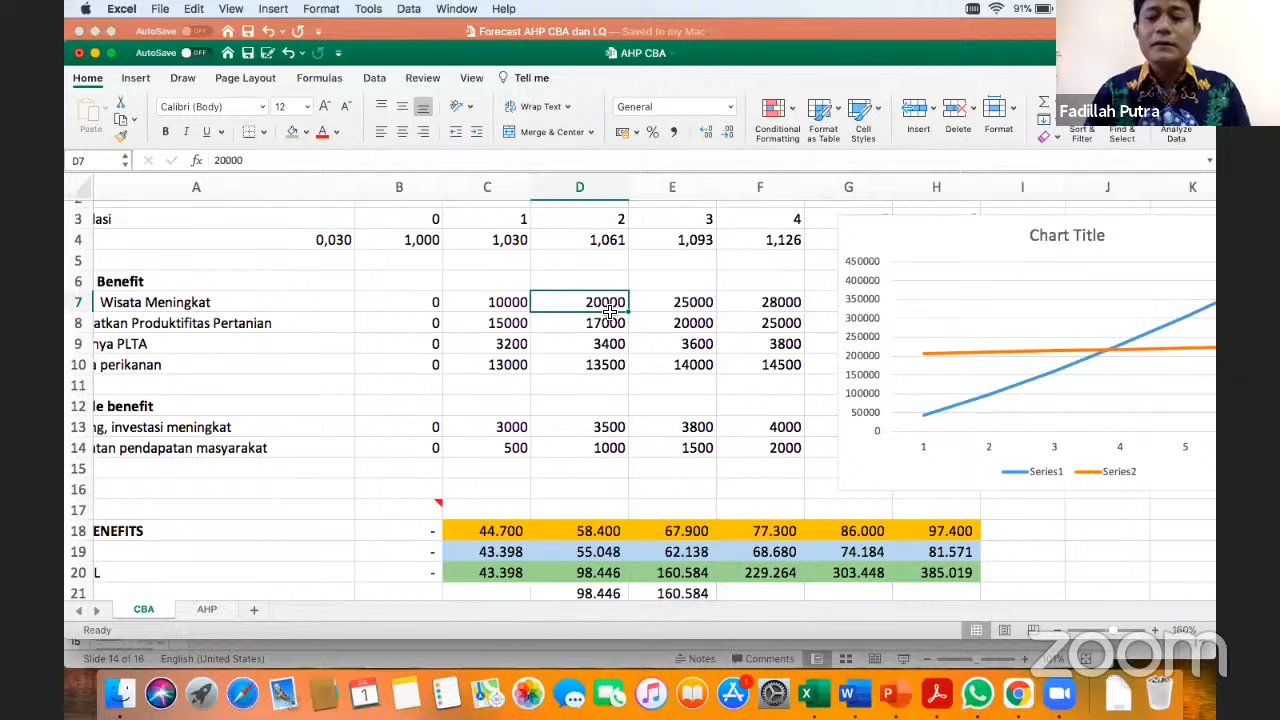 Excel File Edit View Insert Format Tools Data Window Help 91%
AutoSave OFF Forecast AHP CBA dan LQ — Saved to my Mac
AutoSave OFF AHP CBA
Home Insert Draw Page Layout Formulas Data Review View Tell me
Paste Calibri (Body) 12 Wrap Text General
B I U Merge & Center Conditional Formatting Format as Table Cell Styles Insert Delete Format Sort & Filter Find & Select Analyze Data
Fadillah Putra
D7 fx 20000
A B C D E F G H I J K
3 lasi 0 1 2 3 4
4 0,030 1,000 1,030 1,061 1,093 1,126
5
6 Benefit
7 Wisata Meningkat 0 10000 20000 25000 28000
8 atkan Produktifitas Pertanian 0 15000 17000 20000 25000
9 nya PLTA 0 3200 3400 3600 3800
10 a perikanan 0 13000 13500 14000 14500
11
12 le benefit
13 ng, investasi meningkat 0 3000 3500 3800 4000
14 atan pendapatan masyarakat 0 500 1000 1500 2000
15
16
17
18 ENEFITS - 44.700 58.400 67.900 77.300 86.000 97.400
19 - 43.398 55.048 62.138 68.680 74.184 81.571
20 L - 43.398 98.446 160.584 229.264 303.448 385.019
21 98.446 160.584
Chart Title
450000
400000
350000
300000
250000
200000
150000
100000
50000
0
1 2 3 4 5
Series1 Series2
CBA AHP +
Ready 160%
Slide 14 of 16 English (United States) Notes Comments 101%
zoom